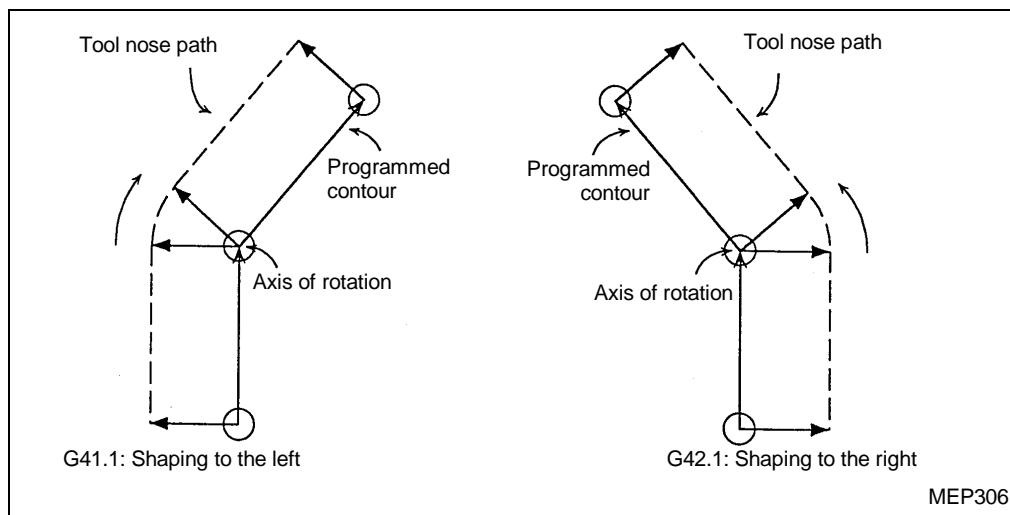 Tool nose path
Programmed
contour
Axis of rotation
G41.1: Shaping to the left
Tool nose path
Programmed
contour
Axis of rotation
G42.1: Shaping to the right
MEP306